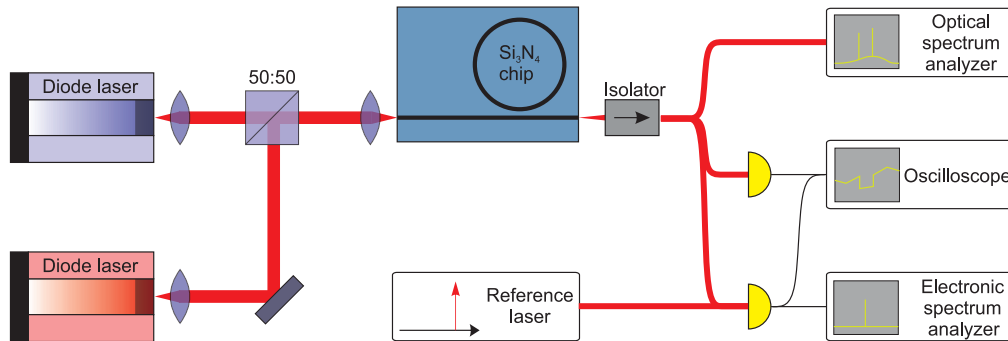 Diode laser
50:50
Si₃N₄
chip
Isolator
Optical
spectrum
analyzer
Oscilloscope
Diode laser
Reference
laser
Electronic
spectrum
analyzer